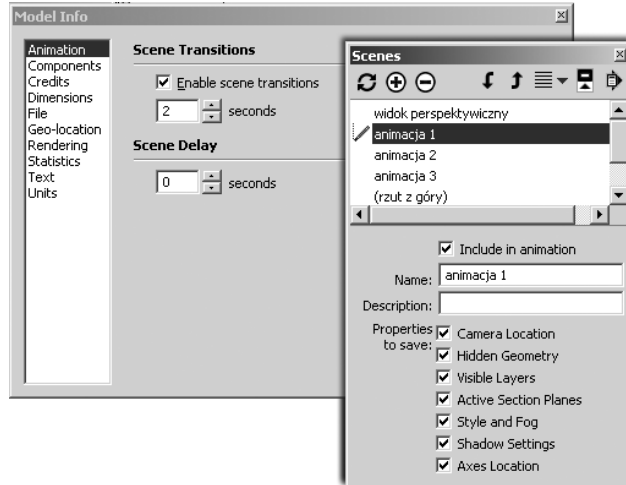 Model Info
Animation
Components
Credits
Dimensions
File
Geo-location
Rendering
Statistics
Text
Units
Scene Transitions
Enable scene transitions
2 seconds
Scene Delay
0 seconds
Scenes
widok perspektywiczny
animacja 1
animacja 2
animacja 3
(rzut z góry)
Include in animation
Name: animacja 1
Description:
Properties to save:
Camera Location
Hidden Geometry
Visible Layers
Active Section Planes
Style and Fog
Shadow Settings
Axes Location